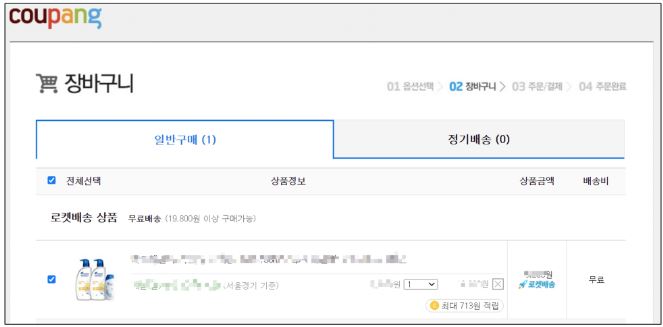 coupang
장바구니
01 옵션선택 > 02 장바구니 > 03 주문/결제 > 04 주문완료
일반구매 (1) 정기배송 (0)
전체선택 상품정보 상품금액 배송비
로켓배송 상품 무료배송 (19,800원 이상 구매가능)
(서울경기 기준) 원 1 원 원 로켓배송 무료
최대 713원 적립